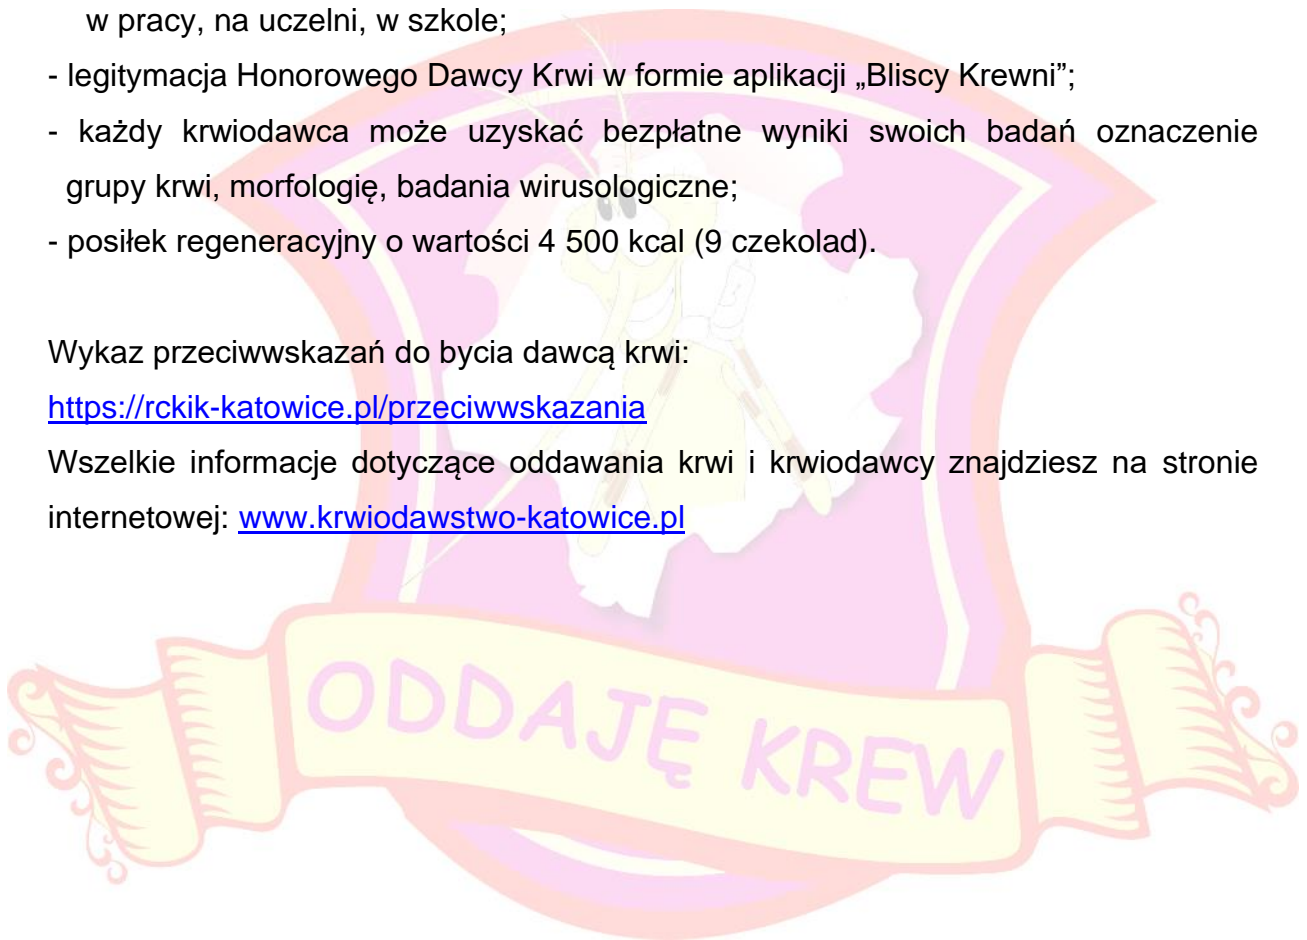 w pracy, na uczelni, w szkole;
- legitymacja Honorowego Dawcy Krwi w formie aplikacji „Bliscy Krewni”;
- każdy krwiodawca może uzyskać bezpłatne wyniki swoich badań oznaczenie
grupy krwi, morfologię, badania wirusologiczne;
- posiłek regeneracyjny o wartości 4 500 kcal (9 czekolad).
Wykaz przeciwwskazań do bycia dawcą krwi:
https://rckik-katowice.pl/przeciwwskazania
Wszelkie informacje dotyczące oddawania krwi i krwiodawcy znajdziesz na stronie
internetowej: www.krwiodawstwo-katowice.pl
ODDAJĘ KREW